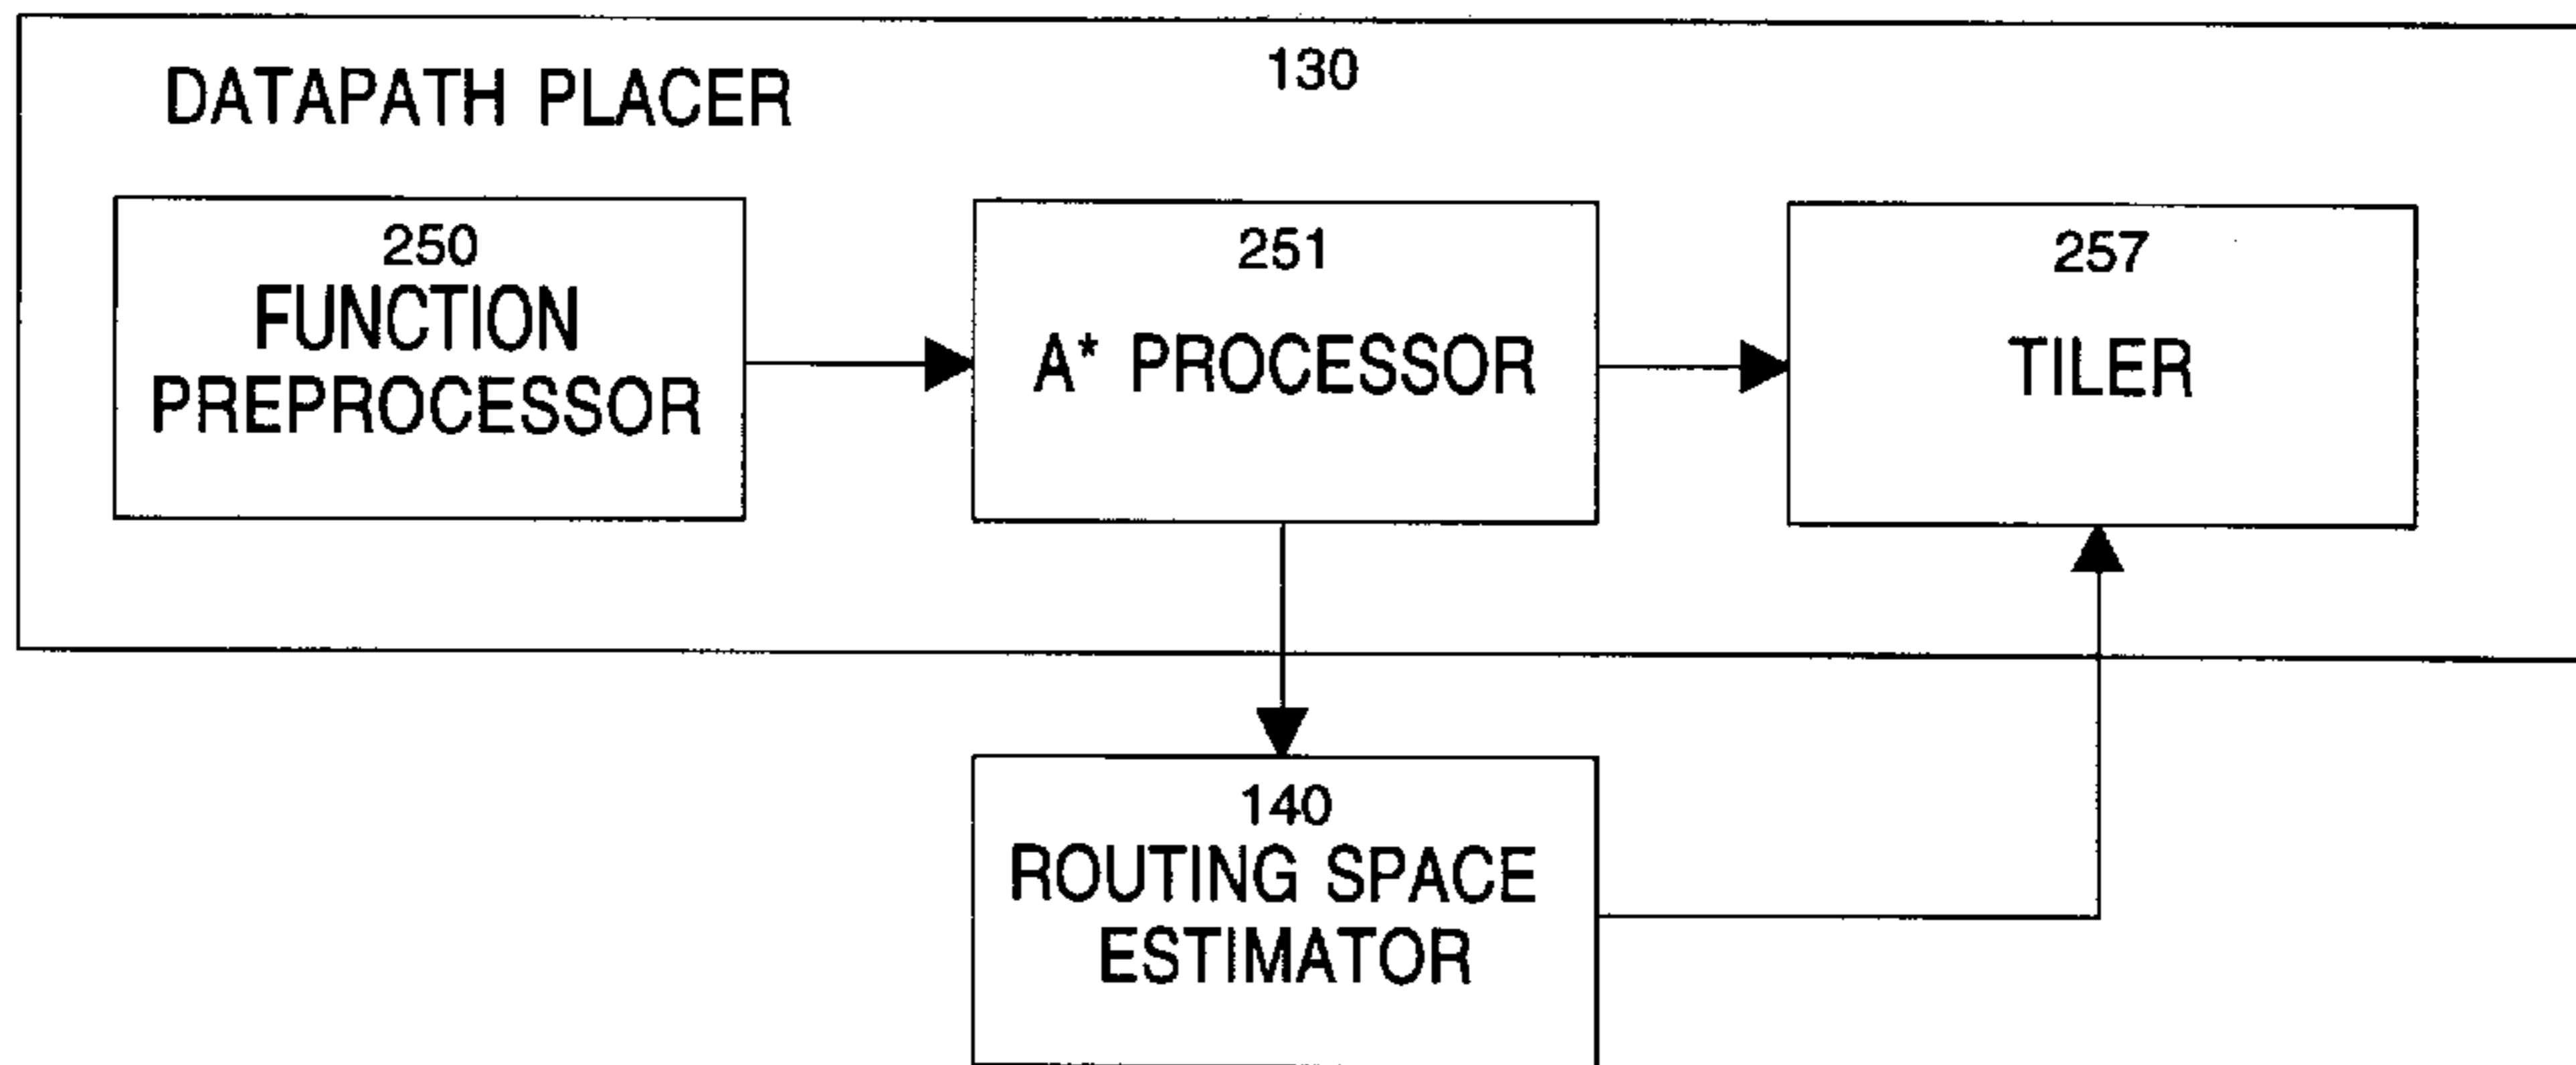 130
DATAPATH PLACER
250
FUNCTION
PREPROCESSOR
251
A* PROCESSOR
257
TILER
140
ROUTING SPACE
ESTIMATOR